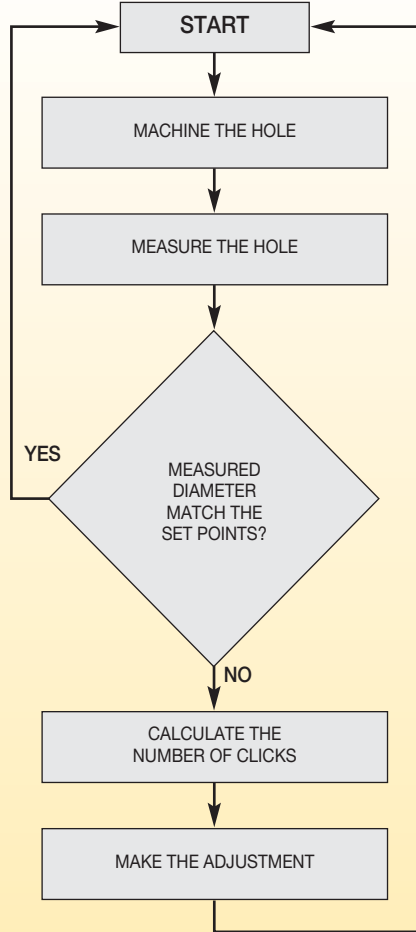 START
MACHINE THE HOLE
MEASURE THE HOLE
MEASURED
DIAMETER
MATCH THE
SET POINTS?
YES
NO
CALCULATE THE
NUMBER OF CLICKS
MAKE THE ADJUSTMENT